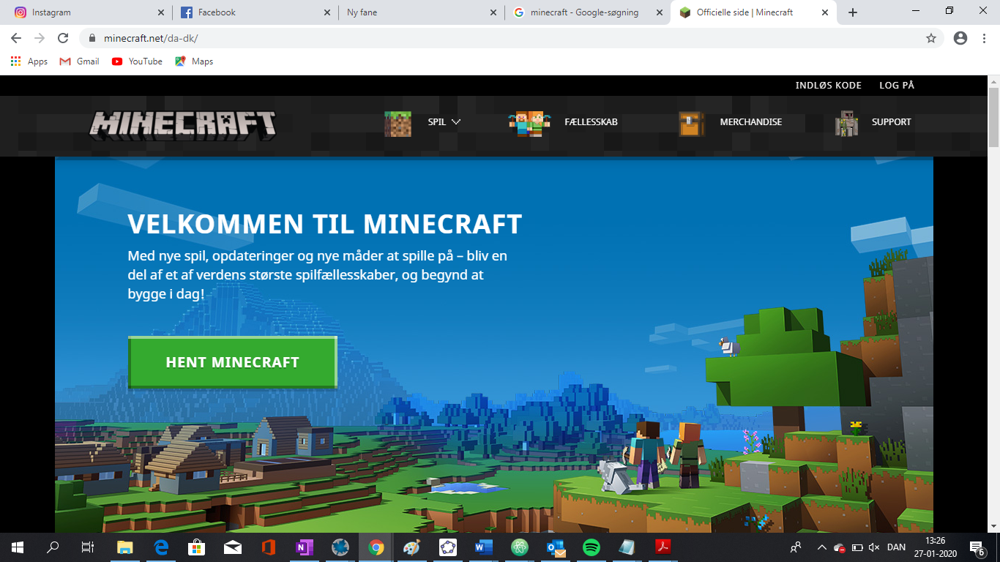 Instagram
Facebook
Ny fane
minecraft - Google-søgning
Officielle side | Minecraft
minecraft.net/da-dk/
Apps
Gmail
YouTube
Maps
INDLØS KODE
LOG PÅ
MINECRAFT
SPIL
FÆLLESSKAB
MERCHANDISE
SUPPORT
VELKOMMEN TIL MINECRAFT
Med nye spil, opdateringer og nye måder at spille på – bliv en
del af et af verdens største spilfællesskaber, og begynd at
bygge i dag!
HENT MINECRAFT
DAN
13:26
27-01-2020
6